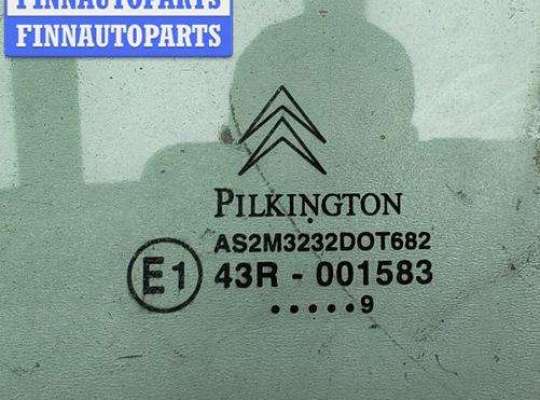 FINNAUTOPARTS
FINNAUTOPARTS
PILKINGTON
AS2M3232DOT682
E1 43R - 001583
.....9